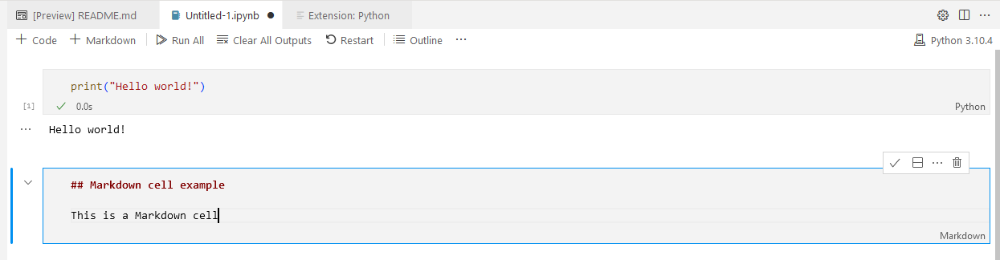 [Preview] README.md Untitled-1.ipynb Extension: Python
+ Code + Markdown Run All Clear All Outputs Restart Outline ... Python 3.10.4
print("Hello world!")
[1] 0.0s Python
... Hello world!
## Markdown cell example
This is a Markdown cell
Markdown